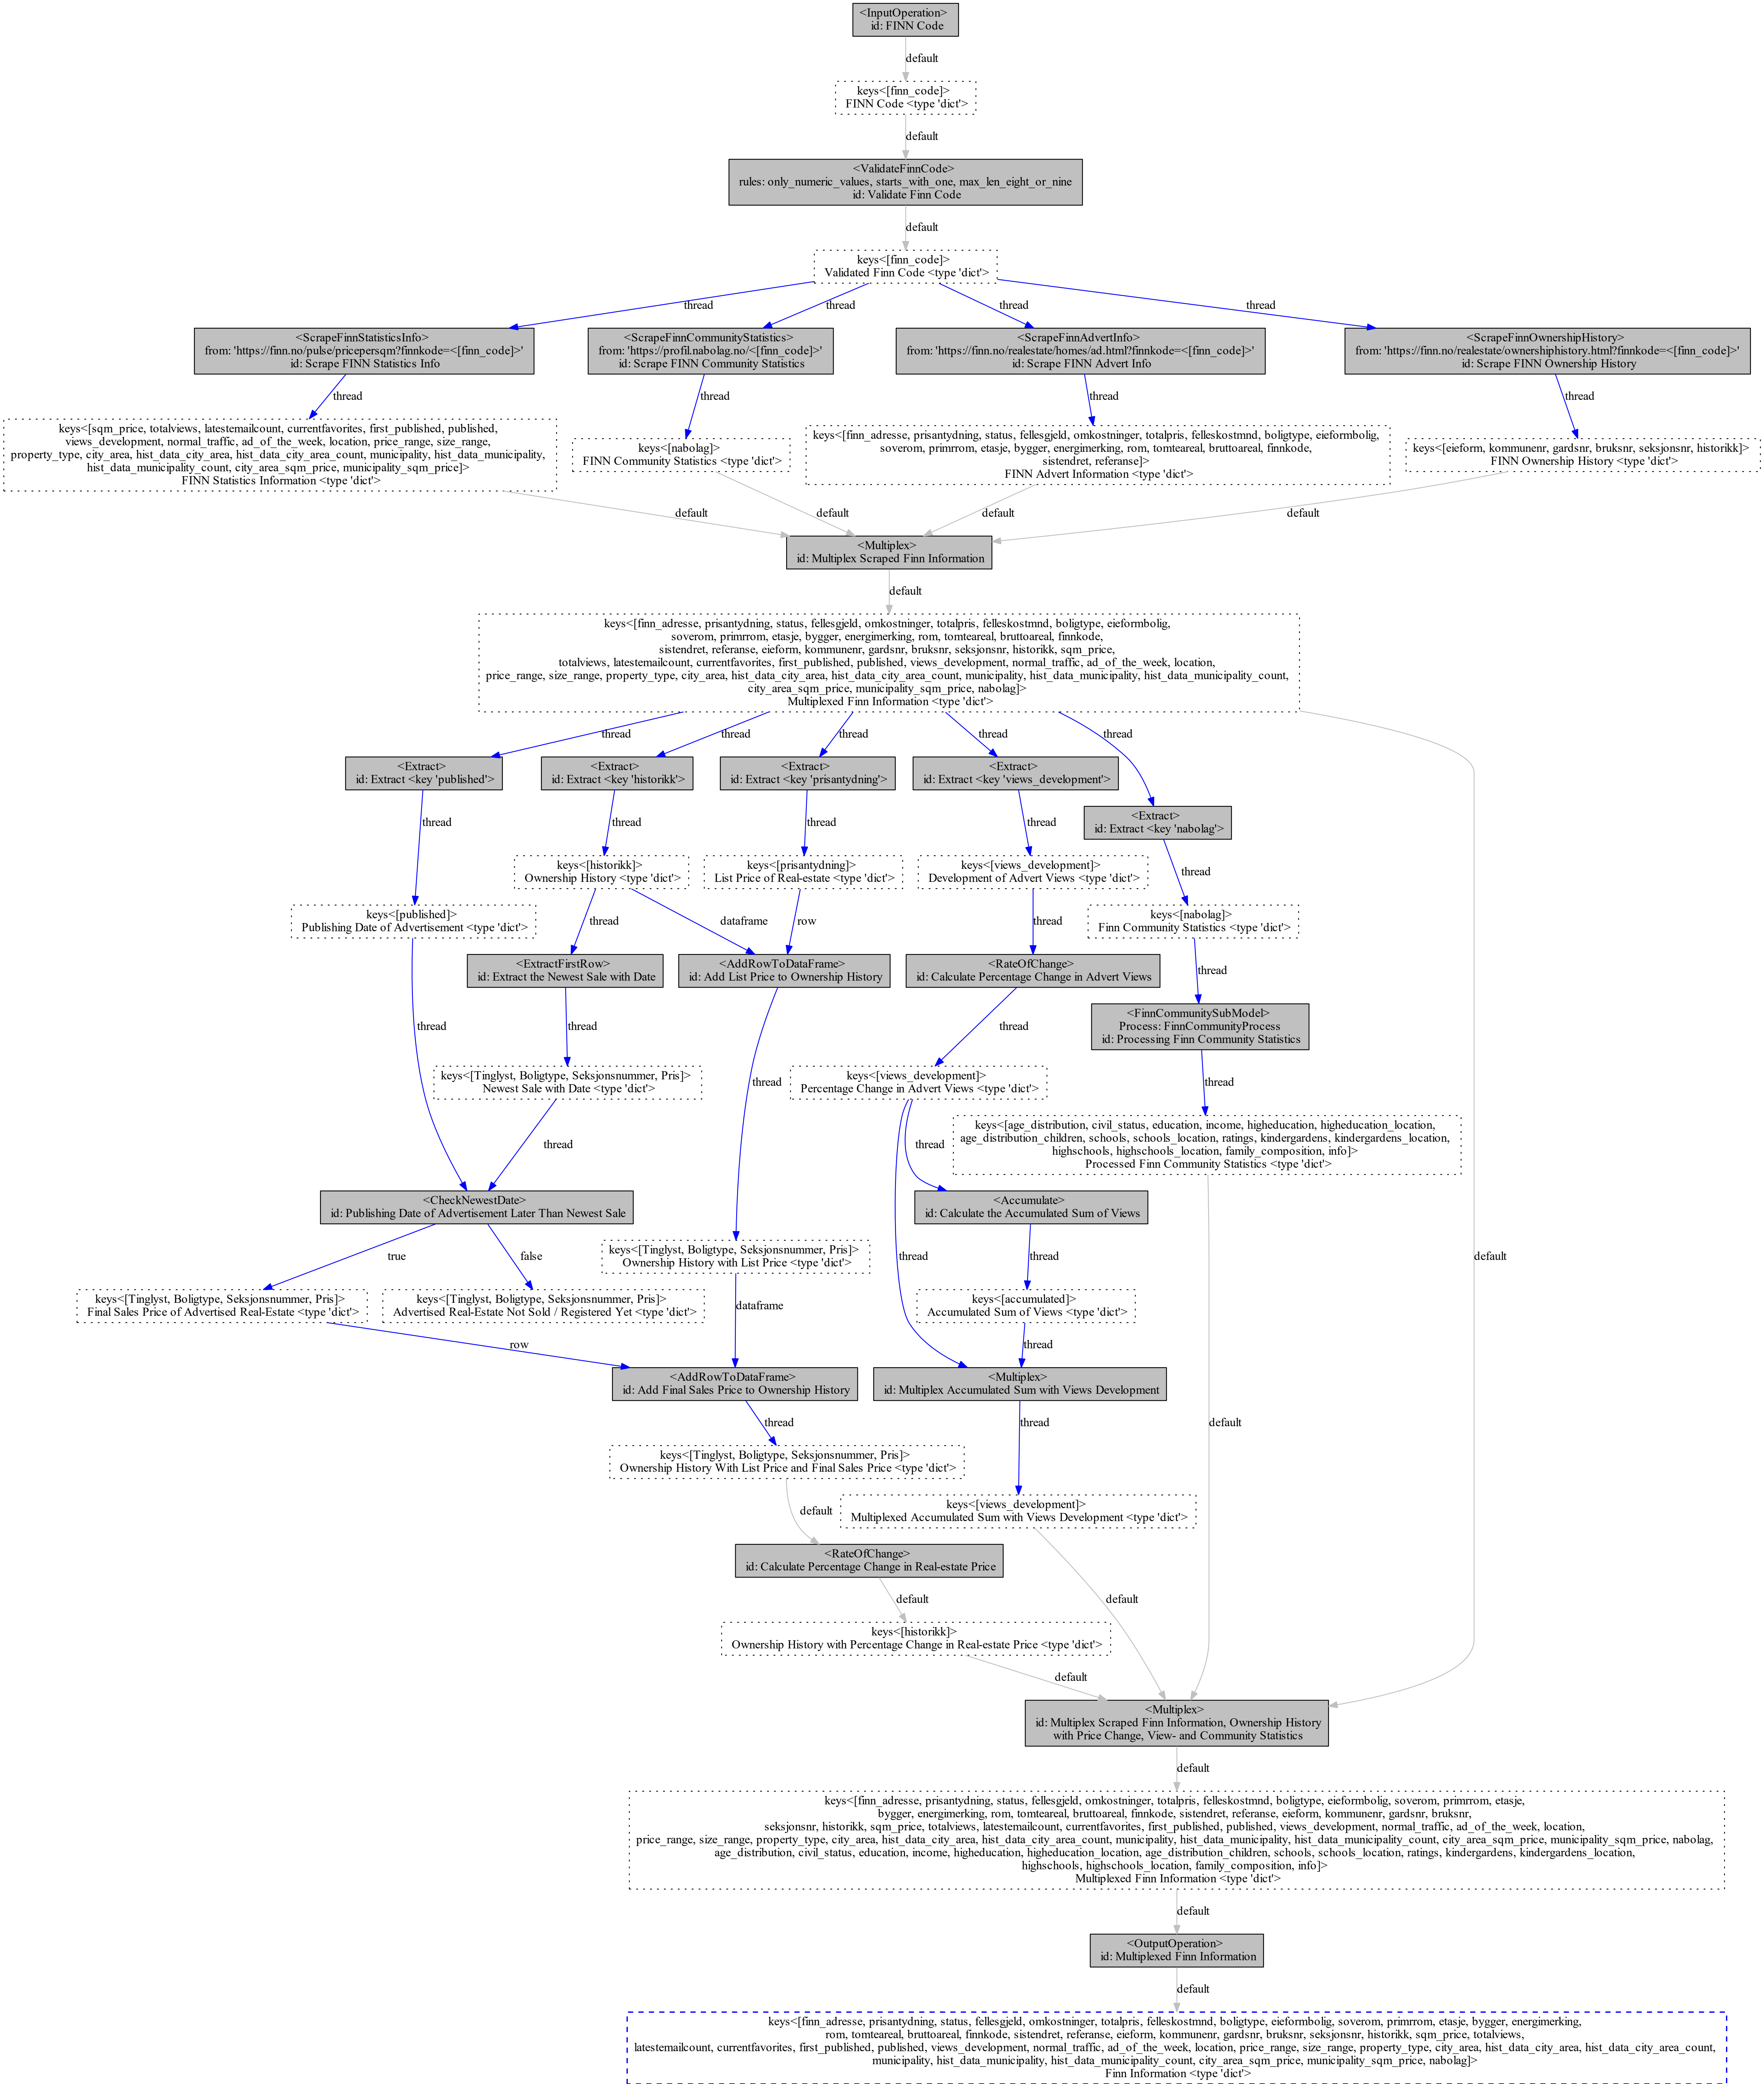 <InputOperation>
id: FINN Code
default
keys<[finn_code]>
FINN Code <type 'dict'>
default
<ValidateFinnCode>
rules: only_numeric_values, starts_with_one, max_len_eight_or_nine
id: Validate Finn Code
default
keys<[finn_code]>
Validated Finn Code <type 'dict'>
thread
thread
thread
thread
<ScrapeFinnStatisticsInfo>
from: 'https://finn.no/pulse/pricepersqm?finnkode=<[finn_code]>'
id: Scrape FINN Statistics Info
<ScrapeFinnCommunityStatistics>
from: 'https://profil.nabolag.no/<[finn_code]>'
id: Scrape FINN Community Statistics
<ScrapeFinnAdvertInfo>
from: 'https://finn.no/realestate/homes/ad.html?finnkode=<[finn_code]>'
id: Scrape FINN Advert Info
<ScrapeFinnOwnershipHistory>
from: 'https://finn.no/realestate/ownershiphistory.html?finnkode=<[finn_code]>'
id: Scrape FINN Ownership History
thread
thread
thread
thread
keys<[sqm_price, totalviews, latestemailcount, currentfavorites, first_published, published,
views_development, normal_traffic, ad_of_the_week, location, price_range, size_range,
property_type, city_area, hist_data_city_area, hist_data_city_area_count, municipality, hist_data_municipality,
hist_data_municipality_count, city_area_sqm_price, municipality_sqm_price]>
FINN Statistics Information <type 'dict'>
keys<[nabolag]>
FINN Community Statistics <type 'dict'>
keys<[finn_adresse, prisantydning, status, fellesgjeld, omkostninger, totalpris, felleskostmnd, boligtype, eieformbolig,
soverom, primrrom, etasje, bygger, energimerking, rom, tomteareal, bruttoareal, finnkode,
sistendret, referanse]>
FINN Advert Information <type 'dict'>
keys<[eieform, kommunenr, gardsnr, bruksnr, seksjonsnr, historikk]>
FINN Ownership History <type 'dict'>
default
default
default
default
<Multiplex>
id: Multiplex Scraped Finn Information
default
keys<[finn_adresse, prisantydning, status, fellesgjeld, omkostninger, totalpris, felleskostmnd, boligtype, eieformbolig,
soverom, primrrom, etasje, bygger, energimerking, rom, tomteareal, bruttoareal, finnkode,
sistendret, referanse, eieform, kommunenr, gardsnr, bruksnr, seksjonsnr, historikk, sqm_price,
totalviews, latestemailcount, currentfavorites, first_published, published, views_development, normal_traffic, ad_of_the_week, location,
price_range, size_range, property_type, city_area, hist_data_city_area, hist_data_city_area_count, municipality, hist_data_municipality, hist_data_municipality_count,
city_area_sqm_price, municipality_sqm_price, nabolag]>
Multiplexed Finn Information <type 'dict'>
thread
thread
thread
thread
thread
<Extract>
id: Extract <key 'published'>
<Extract>
id: Extract <key 'historikk'>
<Extract>
id: Extract <key 'prisantydning'>
<Extract>
id: Extract <key 'views_development'>
<Extract>
id: Extract <key 'nabolag'>
thread
thread
thread
thread
thread
keys<[historikk]>
Ownership History <type 'dict'>
keys<[prisantydning]>
List Price of Real-estate <type 'dict'>
keys<[views_development]>
Development of Advert Views <type 'dict'>
keys<[published]>
Publishing Date of Advertisement <type 'dict'>
keys<[nabolag]>
Finn Community Statistics <type 'dict'>
thread
dataframe
row
thread
<ExtractFirstRow>
id: Extract the Newest Sale with Date
<AddRowToDataFrame>
id: Add List Price to Ownership History
<RateOfChange>
id: Calculate Percentage Change in Advert Views
thread
<FinnCommunitySubModel>
Process: FinnCommunityProcess
id: Processing Finn Community Statistics
thread
thread
thread
thread
thread
keys<[Tinglyst, Boligtype, Seksjonsnummer, Pris]>
Newest Sale with Date <type 'dict'>
keys<[views_development]>
Percentage Change in Advert Views <type 'dict'>
keys<[age_distribution, civil_status, education, income, higheducation, higheducation_location,
age_distribution_children, schools, schools_location, ratings, kindergardens, kindergardens_location,
highschools, highschools_location, family_composition, info]>
Processed Finn Community Statistics <type 'dict'>
thread
thread
<CheckNewestDate>
id: Publishing Date of Advertisement Later Than Newest Sale
<Accumulate>
id: Calculate the Accumulated Sum of Views
true
false
thread
thread
default
keys<[Tinglyst, Boligtype, Seksjonsnummer, Pris]>
Ownership History with List Price <type 'dict'>
keys<[Tinglyst, Boligtype, Seksjonsnummer, Pris]>
Final Sales Price of Advertised Real-Estate <type 'dict'>
keys<[Tinglyst, Boligtype, Seksjonsnummer, Pris]>
Advertised Real-Estate Not Sold / Registered Yet <type 'dict'>
dataframe
keys<[accumulated]>
Accumulated Sum of Views <type 'dict'>
row
thread
<AddRowToDataFrame>
id: Add Final Sales Price to Ownership History
<Multiplex>
id: Multiplex Accumulated Sum with Views Development
thread
thread
default
keys<[Tinglyst, Boligtype, Seksjonsnummer, Pris]>
Ownership History With List Price and Final Sales Price <type 'dict'>
default
keys<[views_development]>
Multiplexed Accumulated Sum with Views Development <type 'dict'>
<RateOfChange>
id: Calculate Percentage Change in Real-estate Price
default
default
keys<[historikk]>
Ownership History with Percentage Change in Real-estate Price <type 'dict'>
default
<Multiplex>
id: Multiplex Scraped Finn Information, Ownership History
with Price Change, View- and Community Statistics
default
keys<[finn_adresse, prisantydning, status, fellesgjeld, omkostninger, totalpris, felleskostmnd, boligtype, eieformbolig, soverom, primrrom, etasje,
bygger, energimerking, rom, tomteareal, bruttoareal, finnkode, sistendret, referanse, eieform, kommunenr, gardsnr, bruksnr,
seksjonsnr, historikk, sqm_price, totalviews, latestemailcount, currentfavorites, first_published, published, views_development, normal_traffic, ad_of_the_week, location,
price_range, size_range, property_type, city_area, hist_data_city_area, hist_data_city_area_count, municipality, hist_data_municipality, hist_data_municipality_count, city_area_sqm_price, municipality_sqm_price, nabolag,
age_distribution, civil_status, education, income, higheducation, higheducation_location, age_distribution_children, schools, schools_location, ratings, kindergardens, kindergardens_location,
highschools, highschools_location, family_composition, info]>
Multiplexed Finn Information <type 'dict'>
default
<OutputOperation>
id: Multiplexed Finn Information
default
keys<[finn_adresse, prisantydning, status, fellesgjeld, omkostninger, totalpris, felleskostmnd, boligtype, eieformbolig, soverom, primrrom, etasje, bygger, energimerking,
rom, tomteareal, bruttoareal, finnkode, sistendret, referanse, eieform, kommunenr, gardsnr, bruksnr, seksjonsnr, historikk, sqm_price, totalviews,
latestemailcount, currentfavorites, first_published, published, views_development, normal_traffic, ad_of_the_week, location, price_range, size_range, property_type, city_area, hist_data_city_area, hist_data_city_area_count,
municipality, hist_data_municipality, hist_data_municipality_count, city_area_sqm_price, municipality_sqm_price, nabolag]>
Finn Information <type 'dict'>